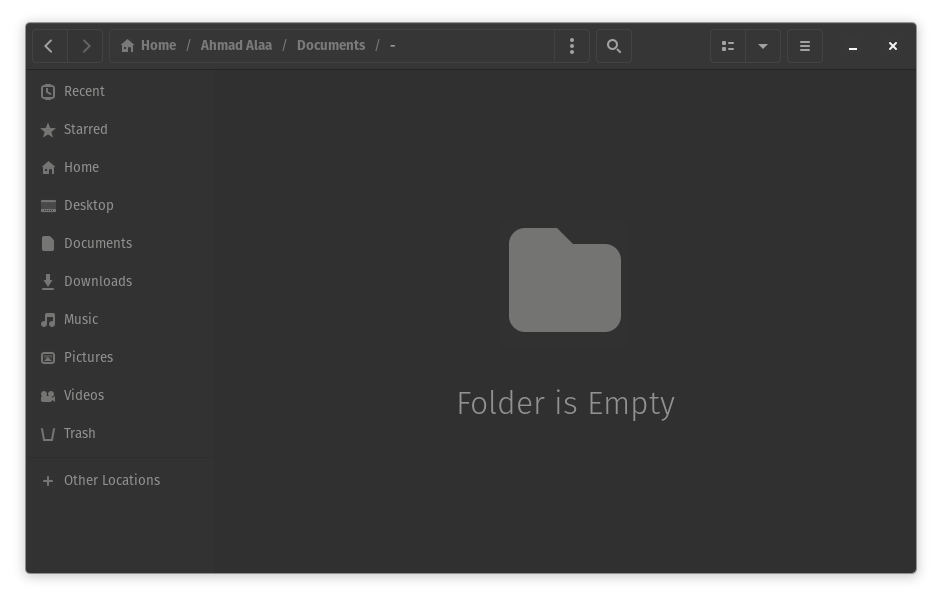 Home / Ahmad Alaa / Documents / -
Recent
Starred
Home
Desktop
Documents
Downloads
Music
Pictures
Videos
Trash
Other Locations
Folder is Empty